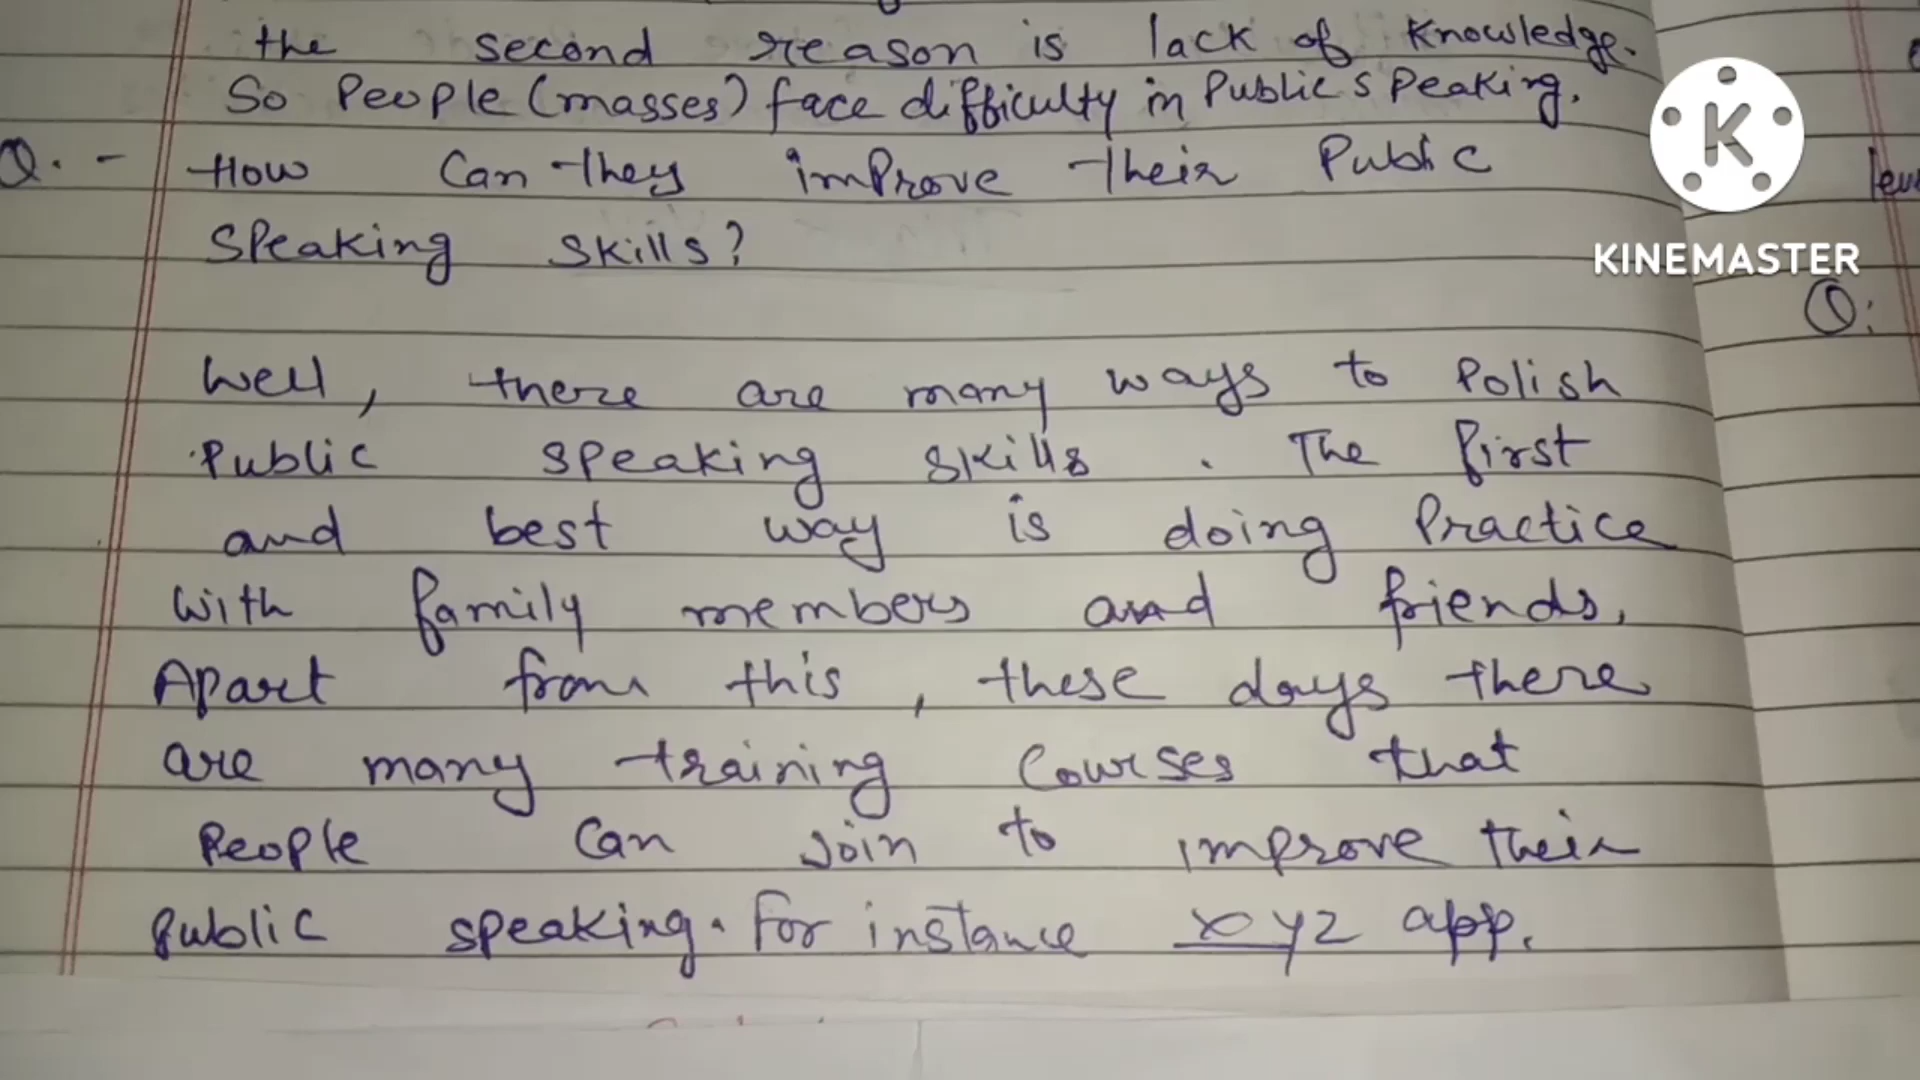 the second reason is lack of knowledge.
So People (masses) face difficulty in Public speaking.
Q. - How can they improve their Public
speaking skills?
Well, there are many ways to Polish
Public speaking skills. The first
and best way is doing Practice
with family members and friends,
Apart from this, these days there
are many training courses that
People can join to improve their
public speaking. For instance xyz app.
KINEMASTER
Q: